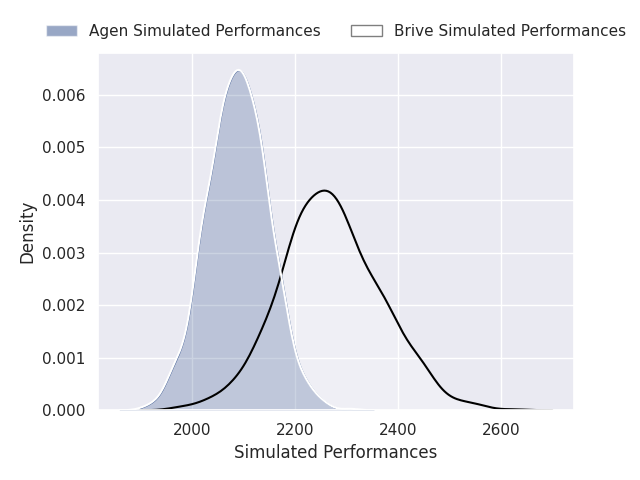 Agen Simulated Performances Brive Simulated Performances
0.006
0.005
0.004
0.003
0.002
0.001
0.000
Density
2000 2200 2400 2600
Simulated Performances